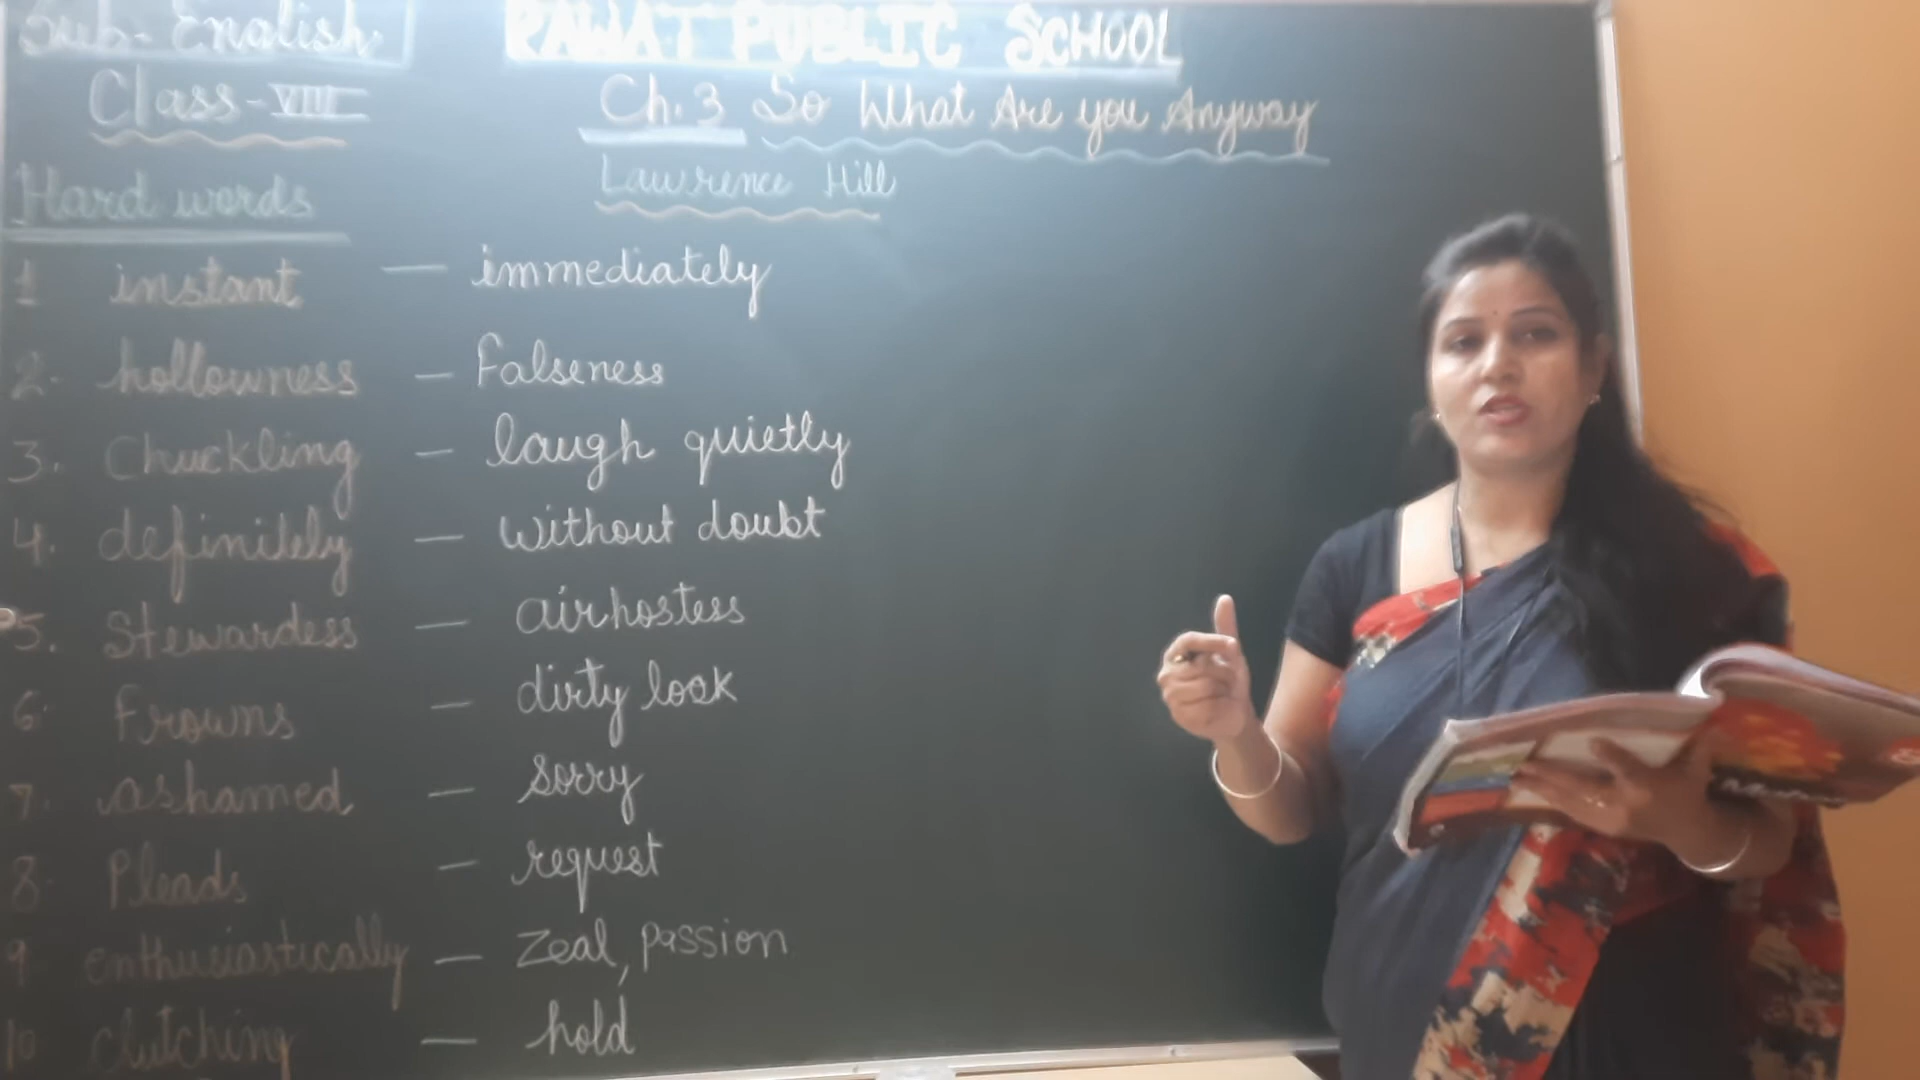 Sub- English
RAWAT PUBLIC SCHOOL
Class-VIII
Ch. 3 So What Are you Anyway
Lawrence Hill
Hard words
1 instant — immediately
2. hollowness — Falseness
3. Chuckling — laugh quietly
4. definitely — without doubt
5. Stewardess — airhostess
6. Frowns — dirty look
7. ashamed — sorry
8. Pleads — request
9 enthusiastically — Zeal, passion
10 clutching — hold